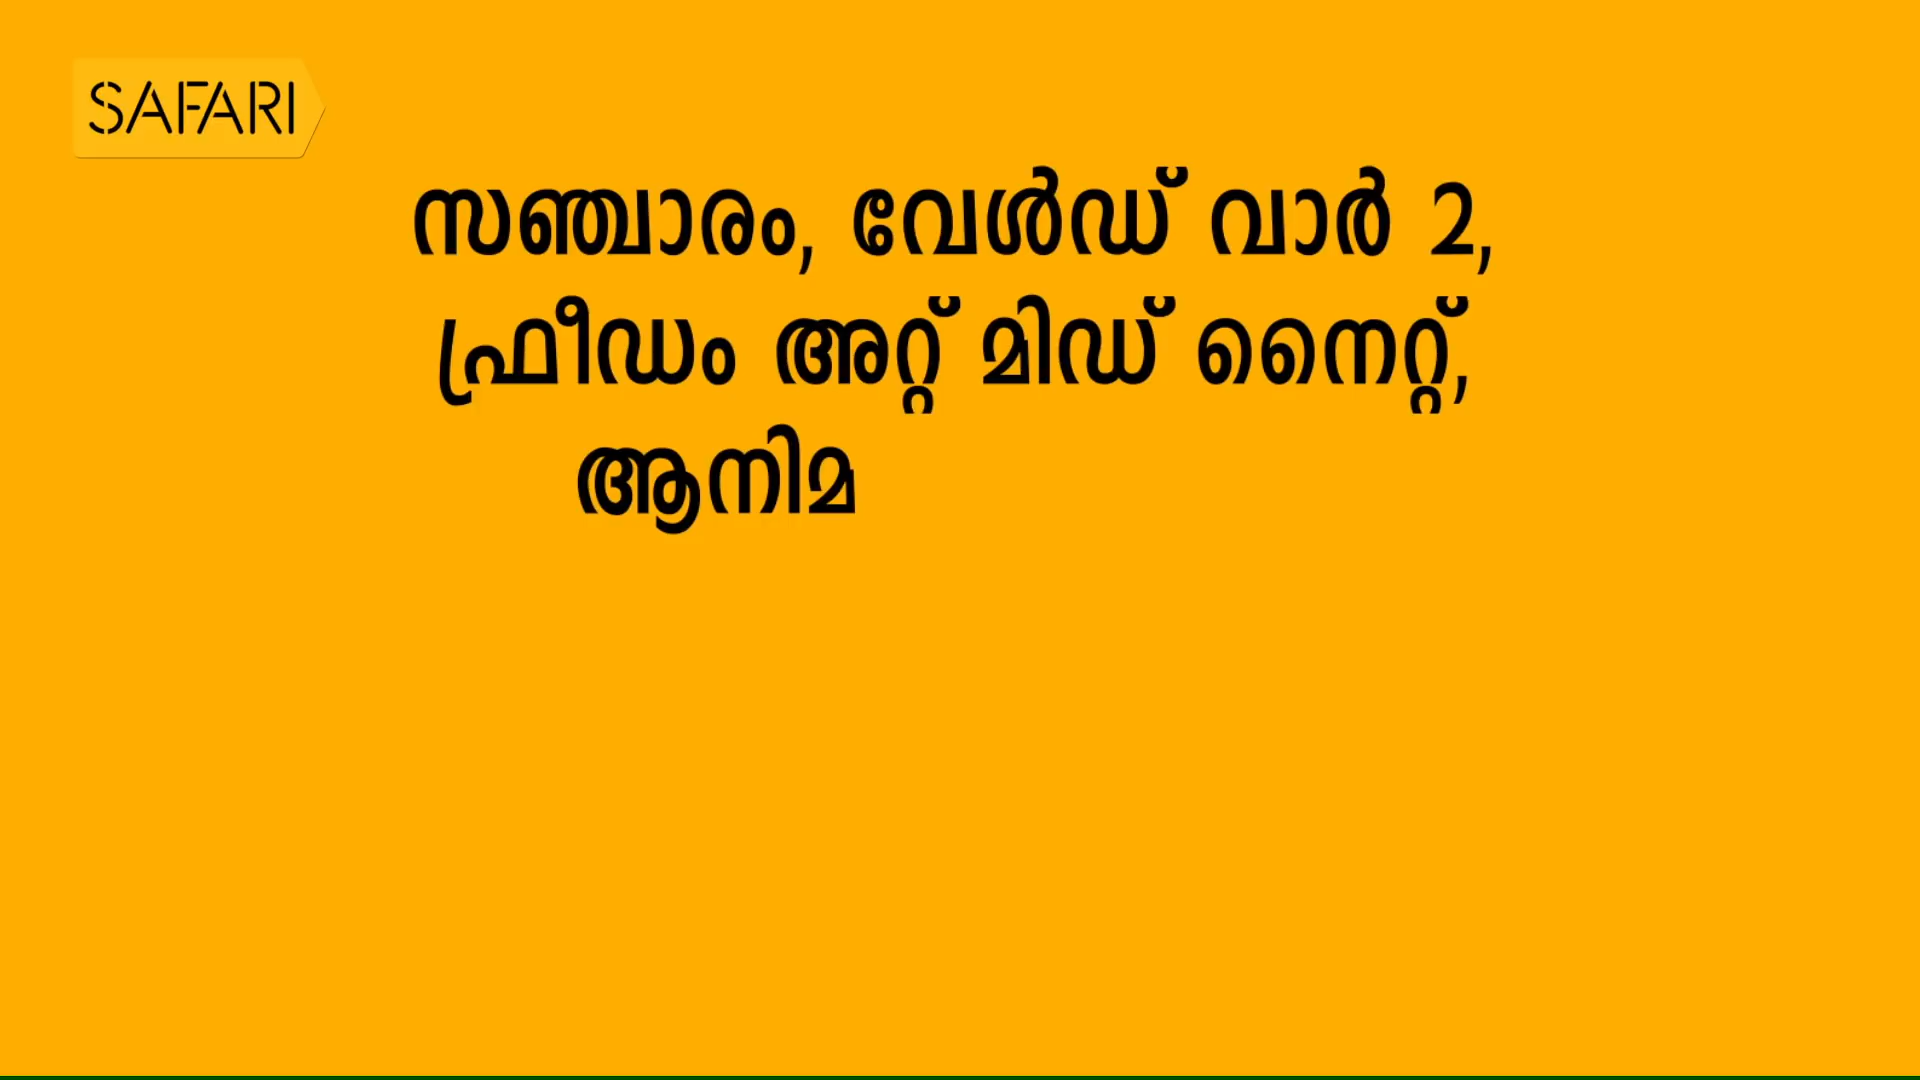 SAFARI
സഞ്ചാരം, വേൾഡ് വാർ 2,
ഫ്രീഡം അറ്റ് മിഡ് നൈറ്റ്,
ആനിമ